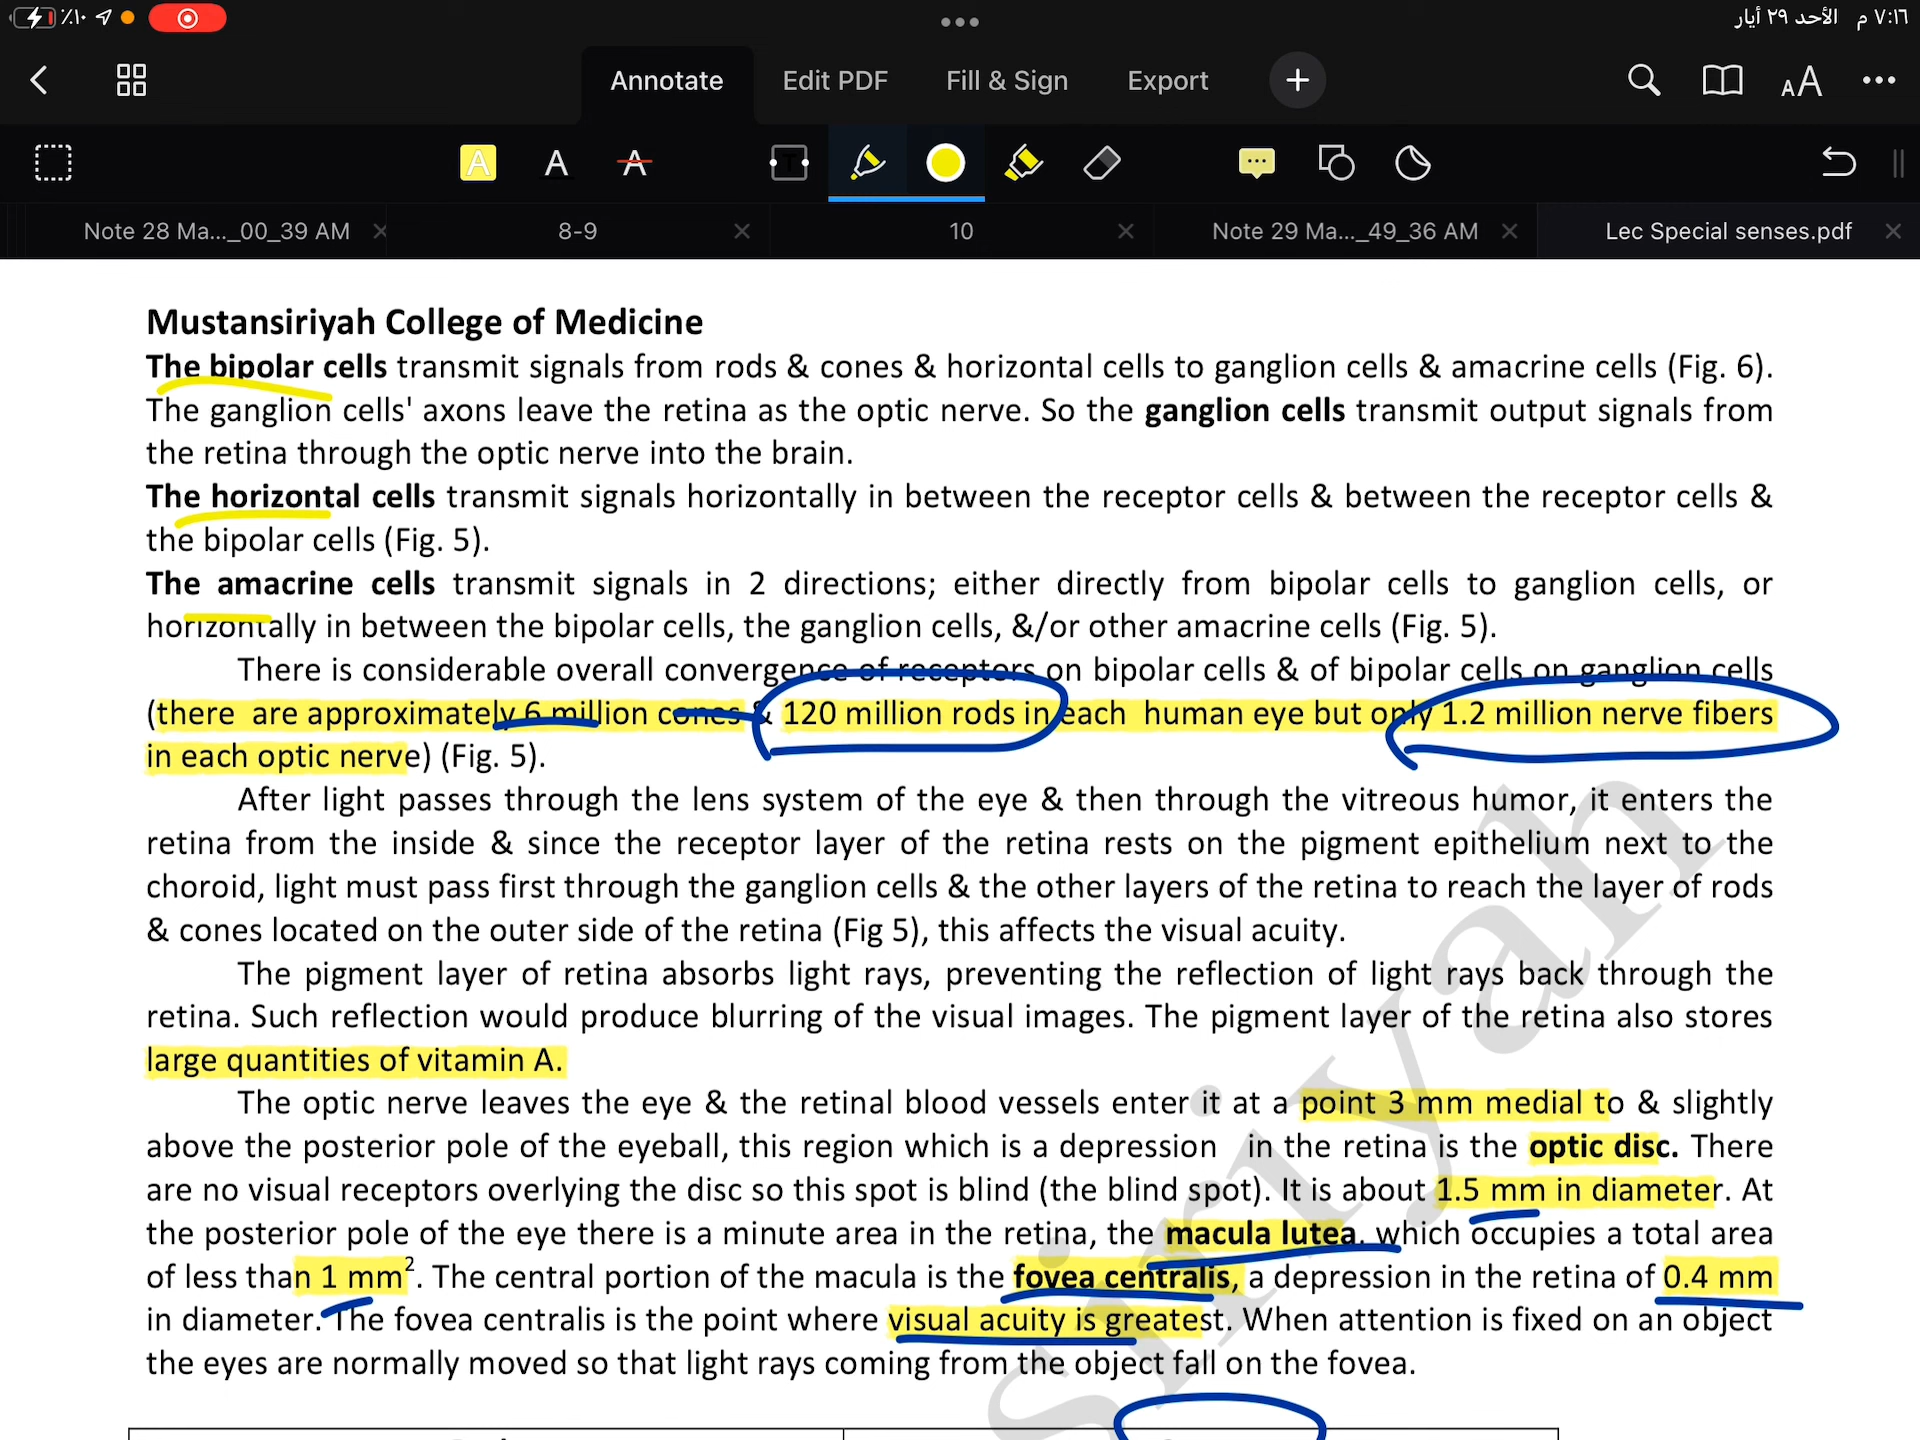 ٪١٠
٧:١٦ م الأحد ٢٩ أيار
Annotate
Edit PDF
Fill & Sign
Export
AA
A A A T
Note 28 Ma..._00_39 AM
8-9
10
Note 29 Ma..._49_36 AM
Lec Special senses.pdf
Mustansiriyah College of Medicine
The bipolar cells transmit signals from rods & cones & horizontal cells to ganglion cells & amacrine cells (Fig. 6).
The ganglion cells' axons leave the retina as the optic nerve. So the ganglion cells transmit output signals from
the retina through the optic nerve into the brain.
The horizontal cells transmit signals horizontally in between the receptor cells & between the receptor cells &
the bipolar cells (Fig. 5).
The amacrine cells transmit signals in 2 directions; either directly from bipolar cells to ganglion cells, or
horizontally in between the bipolar cells, the ganglion cells, &/or other amacrine cells (Fig. 5).
There is considerable overall convergence of receptors on bipolar cells & of bipolar cells on ganglion cells
(there are approximately 6 million cones & 120 million rods in each human eye but only 1.2 million nerve fibers
in each optic nerve) (Fig. 5).
After light passes through the lens system of the eye & then through the vitreous humor, it enters the
retina from the inside & since the receptor layer of the retina rests on the pigment epithelium next to the
choroid, light must pass first through the ganglion cells & the other layers of the retina to reach the layer of rods
& cones located on the outer side of the retina (Fig 5), this affects the visual acuity.
The pigment layer of retina absorbs light rays, preventing the reflection of light rays back through the
retina. Such reflection would produce blurring of the visual images. The pigment layer of the retina also stores
large quantities of vitamin A.
The optic nerve leaves the eye & the retinal blood vessels enter it at a point 3 mm medial to & slightly
above the posterior pole of the eyeball, this region which is a depression in the retina is the optic disc. There
are no visual receptors overlying the disc so this spot is blind (the blind spot). It is about 1.5 mm in diameter. At
the posterior pole of the eye there is a minute area in the retina, the macula lutea, which occupies a total area
of less than 1 mm². The central portion of the macula is the fovea centralis, a depression in the retina of 0.4 mm
in diameter. The fovea centralis is the point where visual acuity is greatest. When attention is fixed on an object
the eyes are normally moved so that light rays coming from the object fall on the fovea.
siriyah